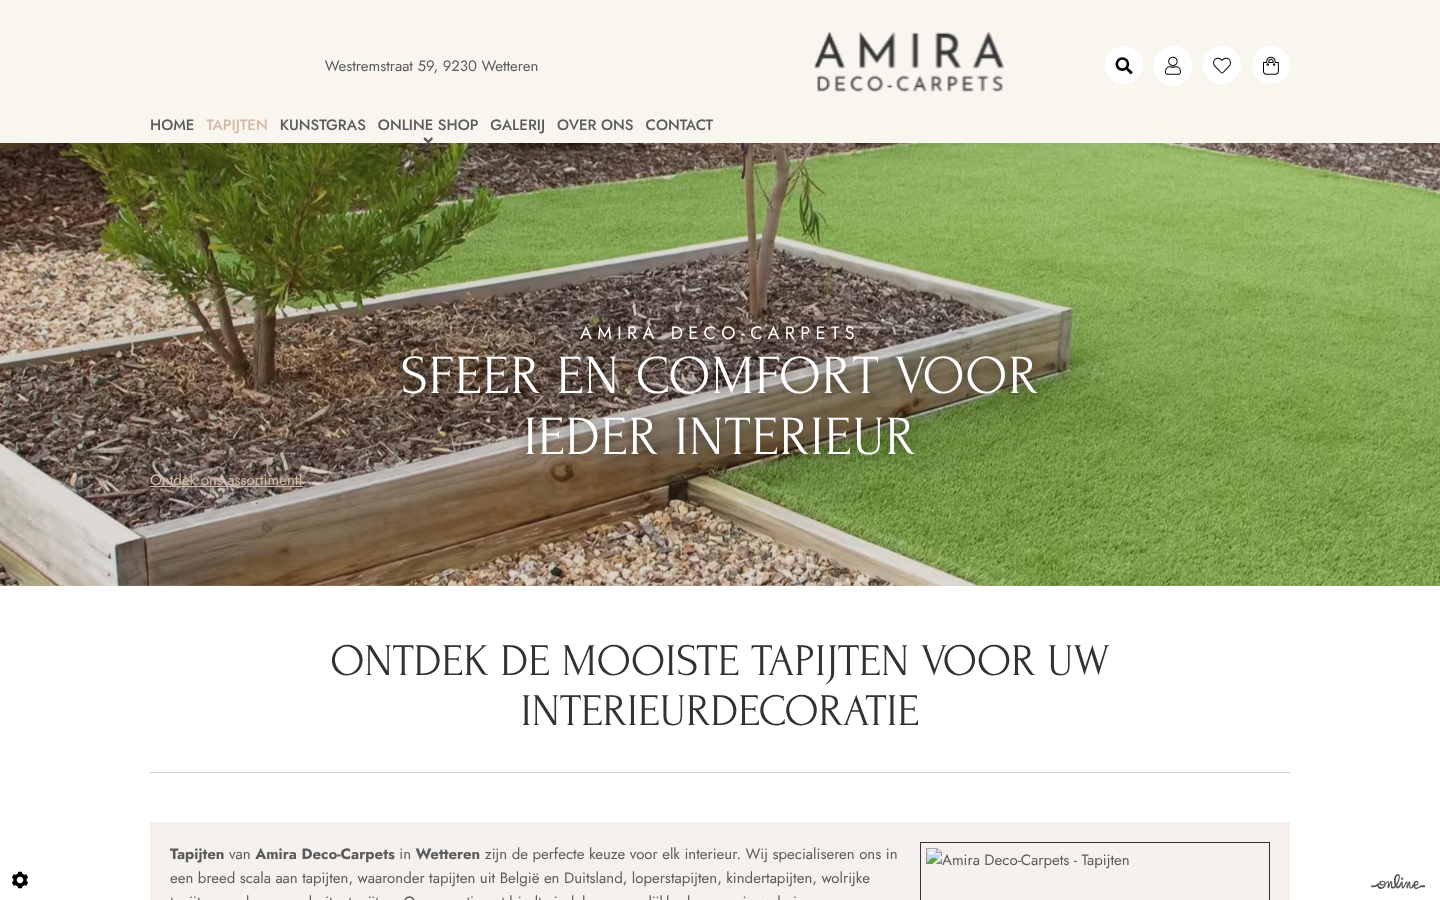 Westremstraat 59, 9230 Wetteren
AMIRA
DECO-CARPETS
HOME TAPIJTEN KUNSTGRAS ONLINE SHOP GALERIJ OVER ONS CONTACT
AMIRA DECO-CARPETS
SFEER EN COMFORT VOOR
IEDER INTERIEUR
Ontdek ons assortiment!
ONTDEK DE MOOISTE TAPIJTEN VOOR UW
INTERIEURDECORATIE
Tapijten van Amira Deco-Carpets in Wetteren zijn de perfecte keuze voor elk interieur. Wij specialiseren ons in
een breed scala aan tapijten, waaronder tapijten uit België en Duitsland, loperstapijten, kindertapijten, wolrijke
Amira Deco-Carpets - Tapijten
online